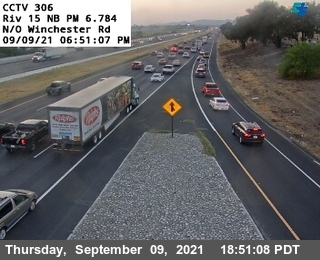 CCTV 306
Riv 15 NB PM 6.784
N/O Winchester Rd
09/09/21 06:51:07 PM
Ralphs
Thursday, September 09, 2021 18:51:08 PDT